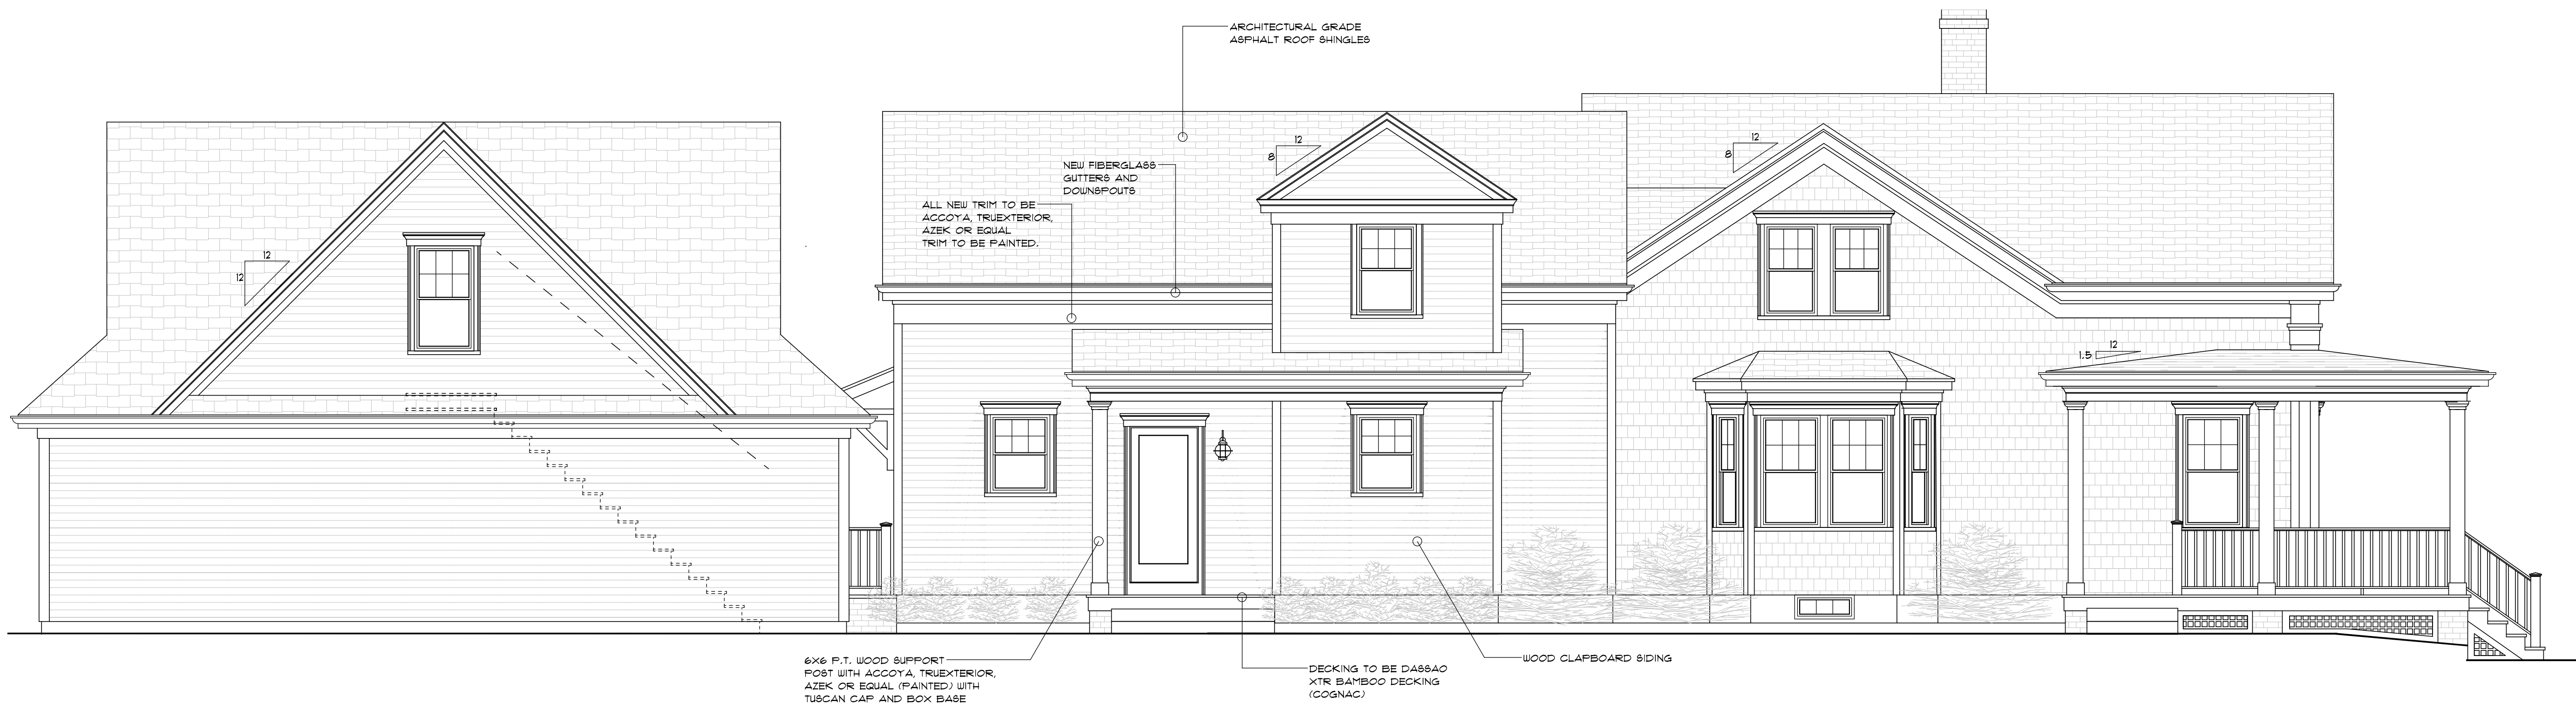 ARCHITECTURAL GRADE
ASPHALT ROOF SHINGLES
12
8
12
8
NEW FIBERGLASS
GUTTERS AND
DOWNSPOUTS
ALL NEW TRIM TO BE
ACCOYA, TRUEXTERIOR,
AZEK OR EQUAL
TRIM TO BE PAINTED.
12
12
12
1.5
6X6 P.T. WOOD SUPPORT
POST WITH ACCOYA, TRUEXTERIOR,
AZEK OR EQUAL (PAINTED) WITH
TUSCAN CAP AND BOX BASE
DECKING TO BE DASSAO
XTR BAMBOO DECKING
(COGNAC)
WOOD CLAPBOARD SIDING